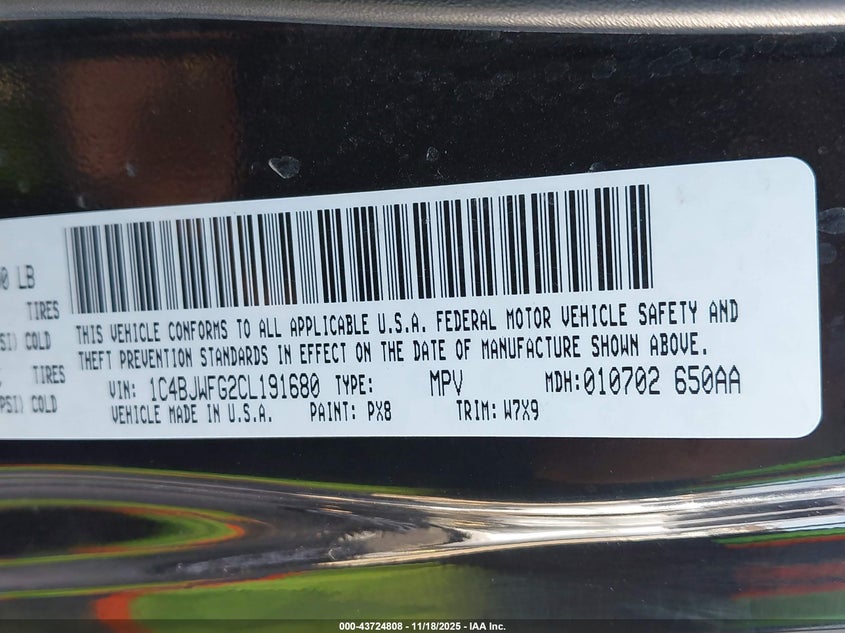 0 LB
TIRES
SI) COLD
TIRES
PSI) COLD
THIS VEHICLE CONFORMS TO ALL APPLICABLE U.S.A. FEDERAL MOTOR VEHICLE SAFETY AND
THEFT PREVENTION STANDARDS IN EFFECT ON THE DATE OF MANUFACTURE SHOWN ABOVE.
VIN: 1C4BJWFG2CL191680 TYPE: MPV MDH:010702 650AA
VEHICLE MADE IN U.S.A. PAINT: PX8 TRIM: W7X9
000-43724808 - 11/18/2025 - IAA Inc.